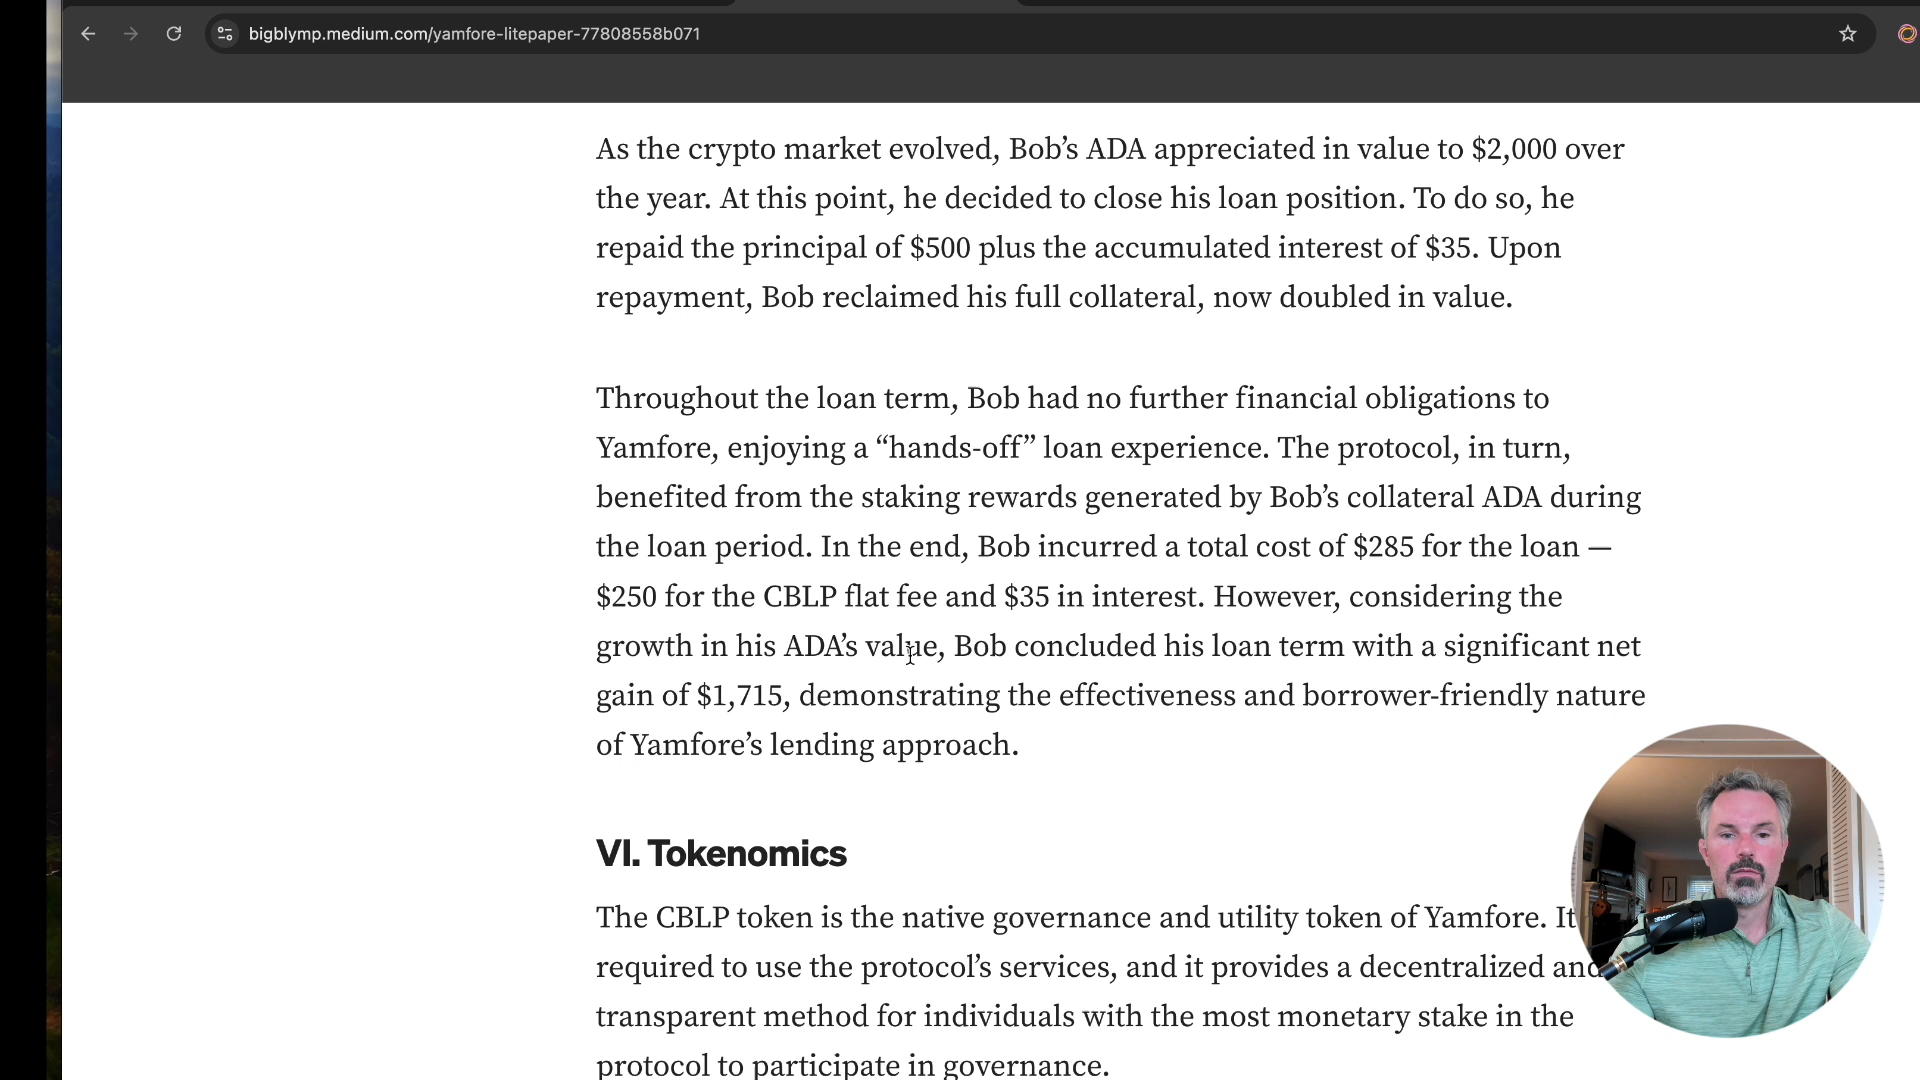 bigblymp.medium.com/yamfore-litepaper-77808558b071
As the crypto market evolved, Bob’s ADA appreciated in value to $2,000 over
the year. At this point, he decided to close his loan position. To do so, he
repaid the principal of $500 plus the accumulated interest of $35. Upon
repayment, Bob reclaimed his full collateral, now doubled in value.
Throughout the loan term, Bob had no further financial obligations to
Yamfore, enjoying a “hands-off” loan experience. The protocol, in turn,
benefited from the staking rewards generated by Bob’s collateral ADA during
the loan period. In the end, Bob incurred a total cost of $285 for the loan —
$250 for the CBLP flat fee and $35 in interest. However, considering the
growth in his ADA’s value, Bob concluded his loan term with a significant net
gain of $1,715, demonstrating the effectiveness and borrower-friendly nature
of Yamfore’s lending approach.
VI. Tokenomics
The CBLP token is the native governance and utility token of Yamfore. It
required to use the protocol’s services, and it provides a decentralized and
transparent method for individuals with the most monetary stake in the
protocol to participate in governance.